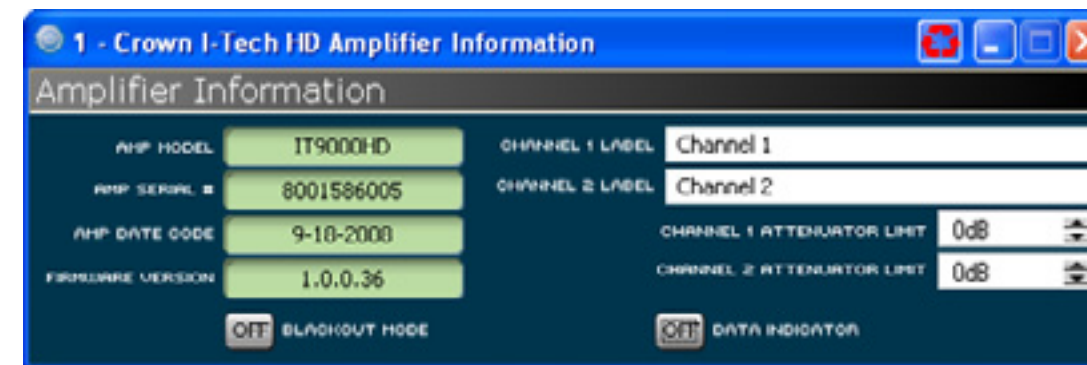 1 - Crown I-Tech HD Amplifier Information
Amplifier Information
AMP MODEL IT9000HD
CHANNEL 1 LABEL Channel 1
AMP SERIAL # 8001586005
CHANNEL 2 LABEL Channel 2
AMP DATE CODE 9-18-2008
CHANNEL 1 ATTENUATOR LIMIT 0dB
FIRMWARE VERSION 1.0.0.36
CHANNEL 2 ATTENUATOR LIMIT 0dB
OFF BLACKOUT MODE
OFF DATA INDICATOR